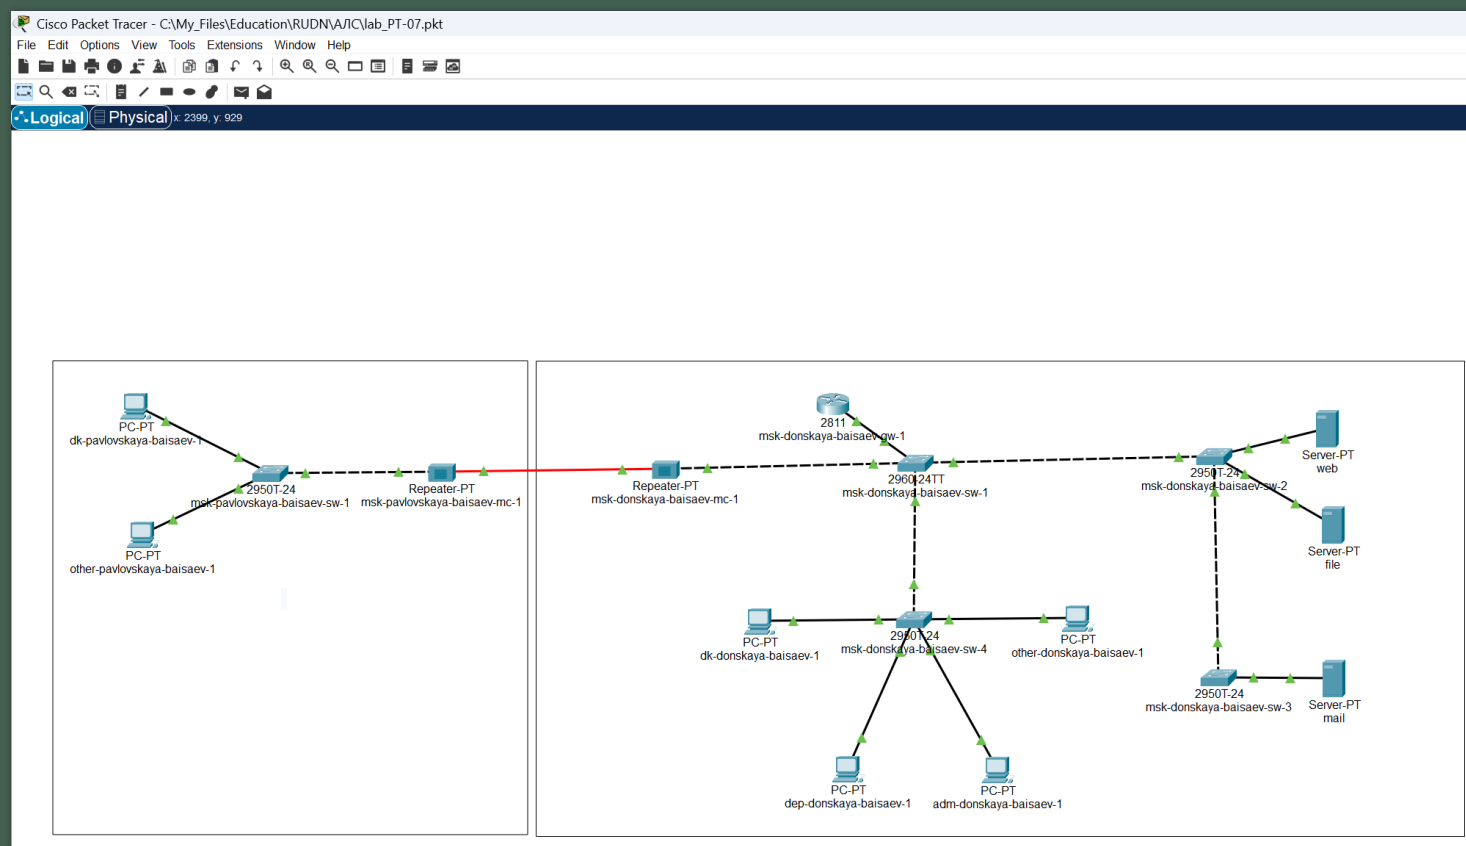 Cisco Packet Tracer - C:\My_Files\Education\RUDN\АЛС\lab_PT-07.pkt
File Edit Options View Tools Extensions Window Help
Logical Physical x: 2399, y: 929
PC-PT
dk-pavlovskaya-baisaev-1
2950T-24
msk-pavlovskaya-baisaev-sw-1
Repeater-PT
msk-pavlovskaya-baisaev-mc-1
PC-PT
other-pavlovskaya-baisaev-1
Repeater-PT
msk-donskaya-baisaev-mc-1
2811
msk-donskaya-baisaev-gw-1
2960-24TT
msk-donskaya-baisaev-sw-1
2950T-24
msk-donskaya-baisaev-sw-2
Server-PT
web
Server-PT
file
PC-PT
dk-donskaya-baisaev-1
2950T-24
msk-donskaya-baisaev-sw-4
PC-PT
other-donskaya-baisaev-1
2950T-24
msk-donskaya-baisaev-sw-3
Server-PT
mail
PC-PT
dep-donskaya-baisaev-1
PC-PT
adm-donskaya-baisaev-1